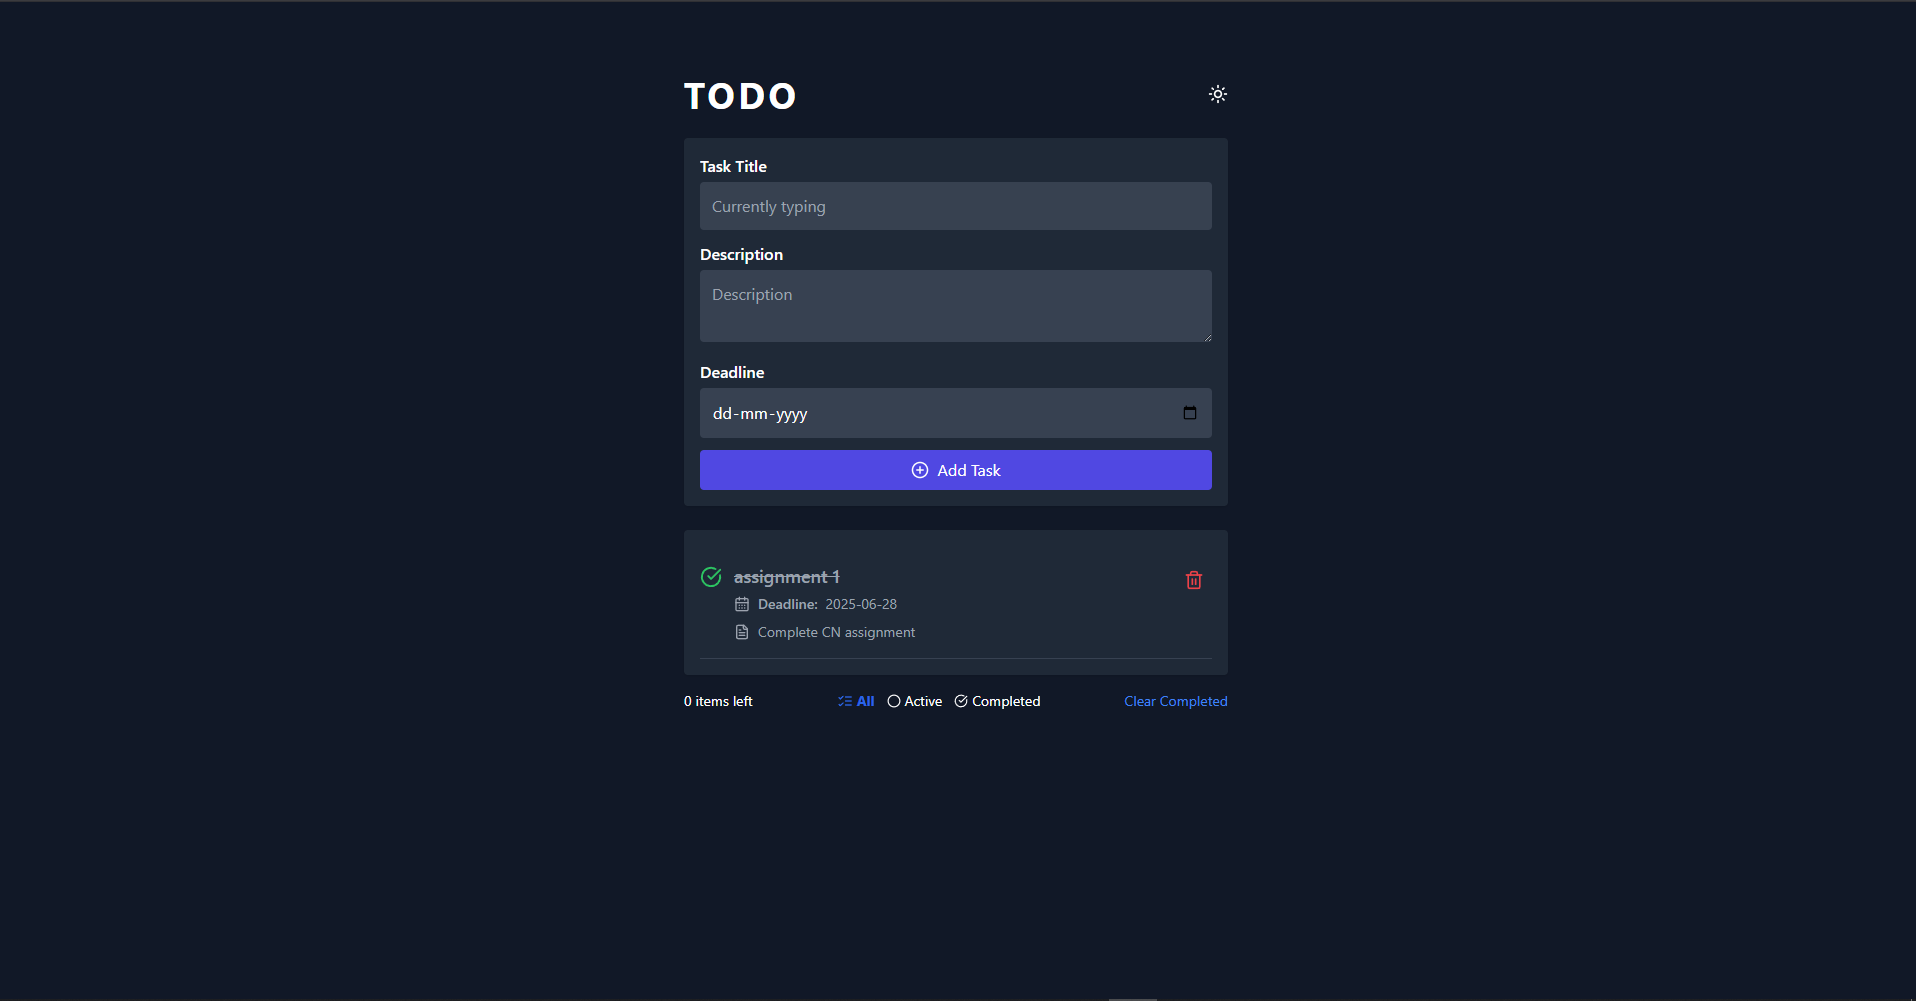 TODO
Task Title
Currently typing
Description
Description
Deadline
dd-mm-yyyy
Add Task
assignment 1
Deadline: 2025-06-28
Complete CN assignment
0 items left All Active Completed Clear Completed